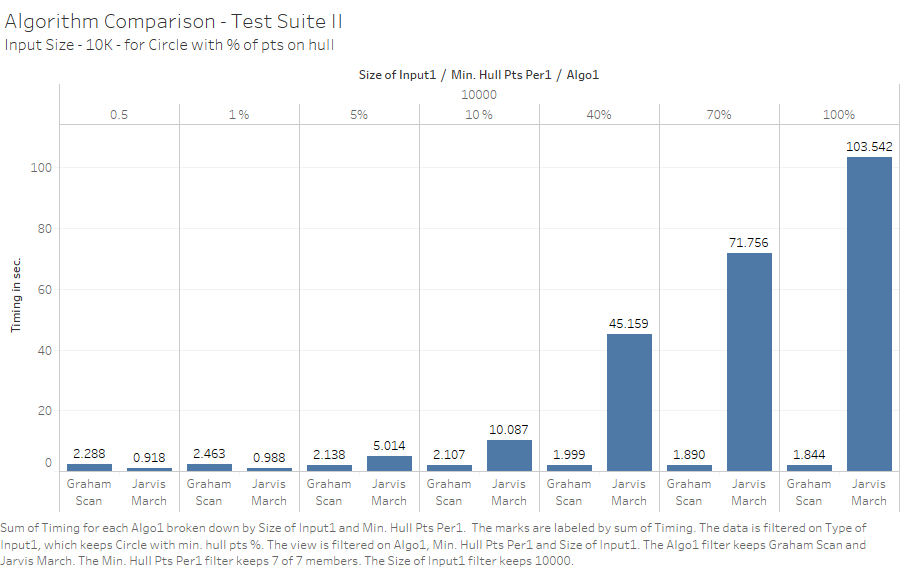 Algorithm Comparison - Test Suite II
Input Size - 10K - for Circle with % of pts on hull
Size of Input1 / Min. Hull Pts Per1 / Algo1
10000
0.5 1 % 5% 10 % 40% 70% 100%
103.542
100
80
71.756
60
45.159
40
20
10.087
5.014
2.288 0.918 2.463 0.988 2.138 2.107 1.999 1.890 1.844
0
Timing in sec.
Graham Jarvis Graham Jarvis Graham Jarvis Graham Jarvis Graham Jarvis Graham Jarvis Graham Jarvis
Scan March Scan March Scan March Scan March Scan March Scan March Scan March
Sum of Timing for each Algo1 broken down by Size of Input1 and Min. Hull Pts Per1.  The marks are labeled by sum of Timing. The data is filtered on Type of
Input1, which keeps Circle with min. hull pts %. The view is filtered on Algo1, Min. Hull Pts Per1 and Size of Input1. The Algo1 filter keeps Graham Scan and
Jarvis March. The Min. Hull Pts Per1 filter keeps 7 of 7 members. The Size of Input1 filter keeps 10000.